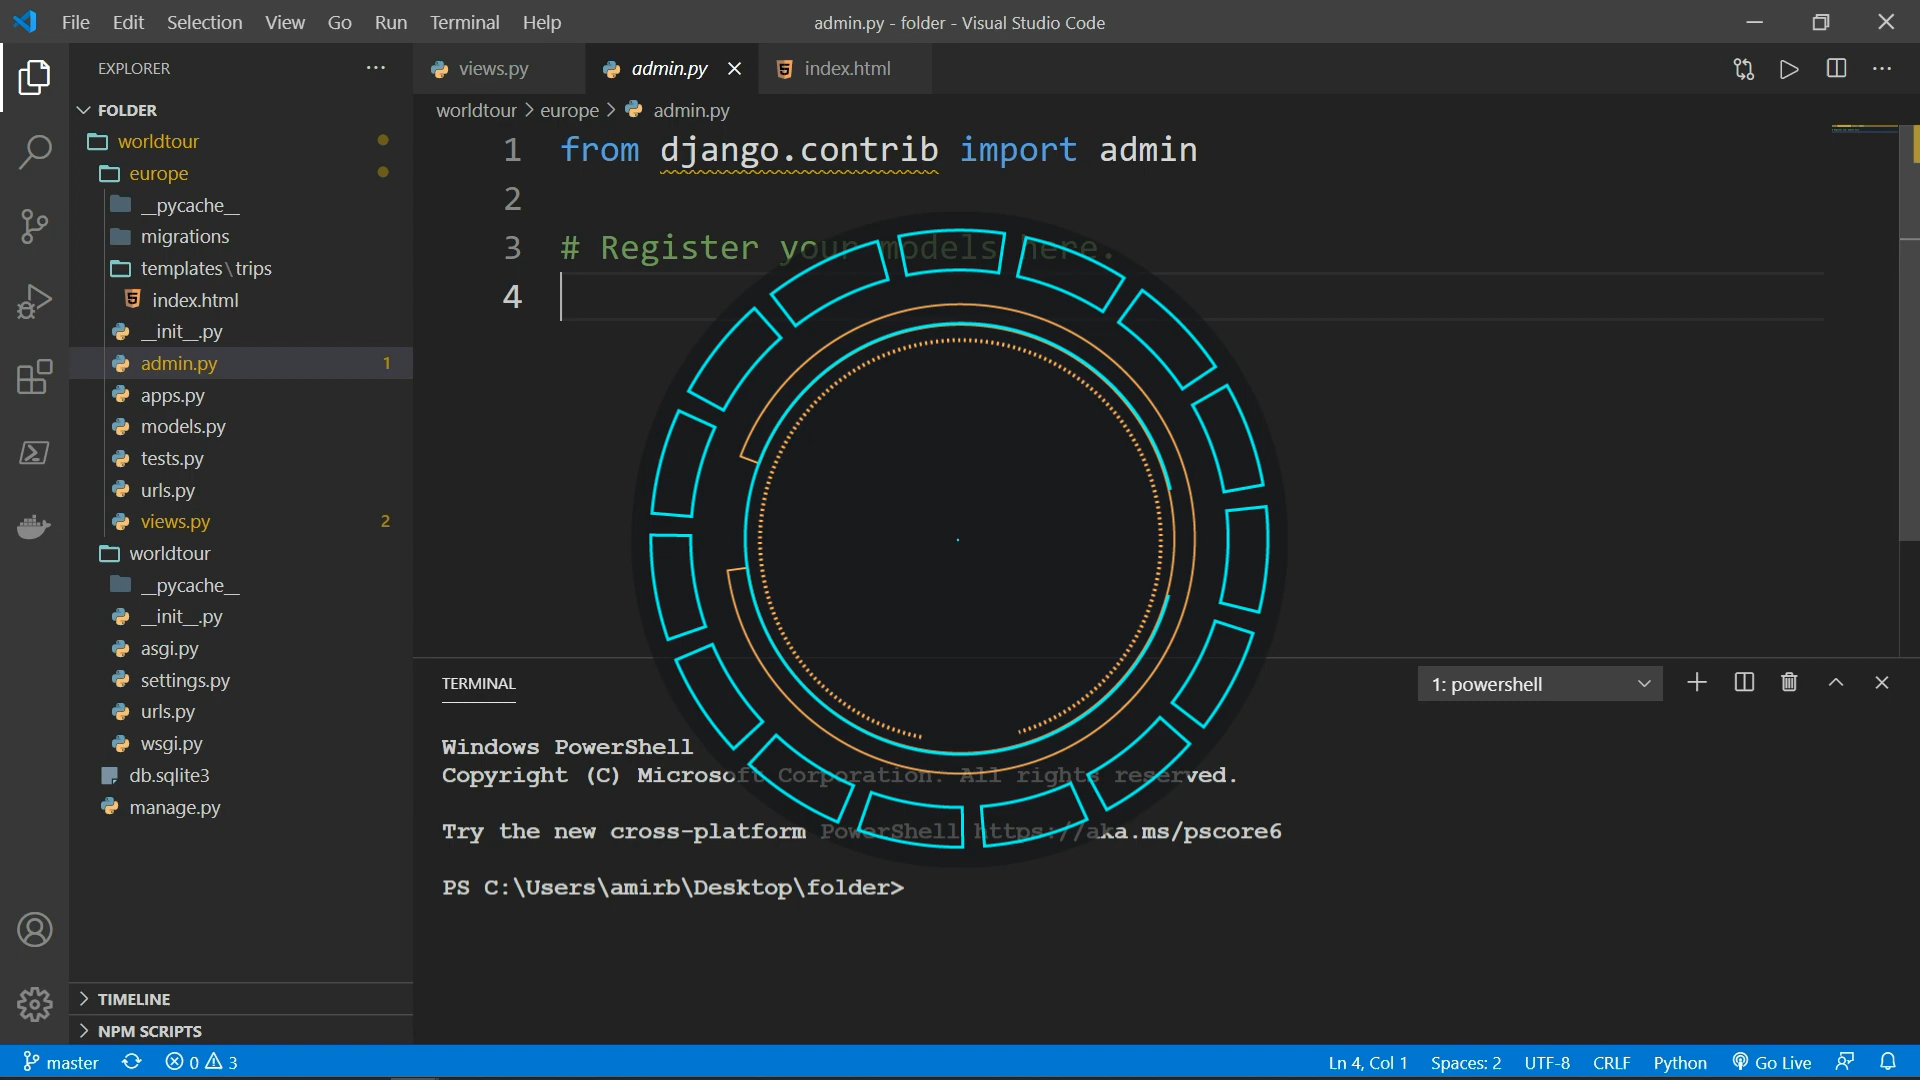 File Edit Selection View Go Run Terminal Help
admin.py - folder - Visual Studio Code
EXPLORER
FOLDER
worldtour
europe
__pycache__
migrations
templates\trips
index.html
__init__.py
admin.py 1
apps.py
models.py
tests.py
urls.py
views.py 2
worldtour
__pycache__
__init__.py
asgi.py
settings.py
urls.py
wsgi.py
db.sqlite3
manage.py
TIMELINE
NPM SCRIPTS
views.py admin.py index.html
worldtour > europe > admin.py
1 from django.contrib import admin
2
3 # Register your models here.
4
TERMINAL
1: powershell
Windows PowerShell
Copyright (C) Microsoft Corporation. All rights reserved.
Try the new cross-platform PowerShell https://aka.ms/pscore6
PS C:\Users\amirb\Desktop\folder>
master 0 3
Ln 4, Col 1 Spaces: 2 UTF-8 CRLF Python Go Live